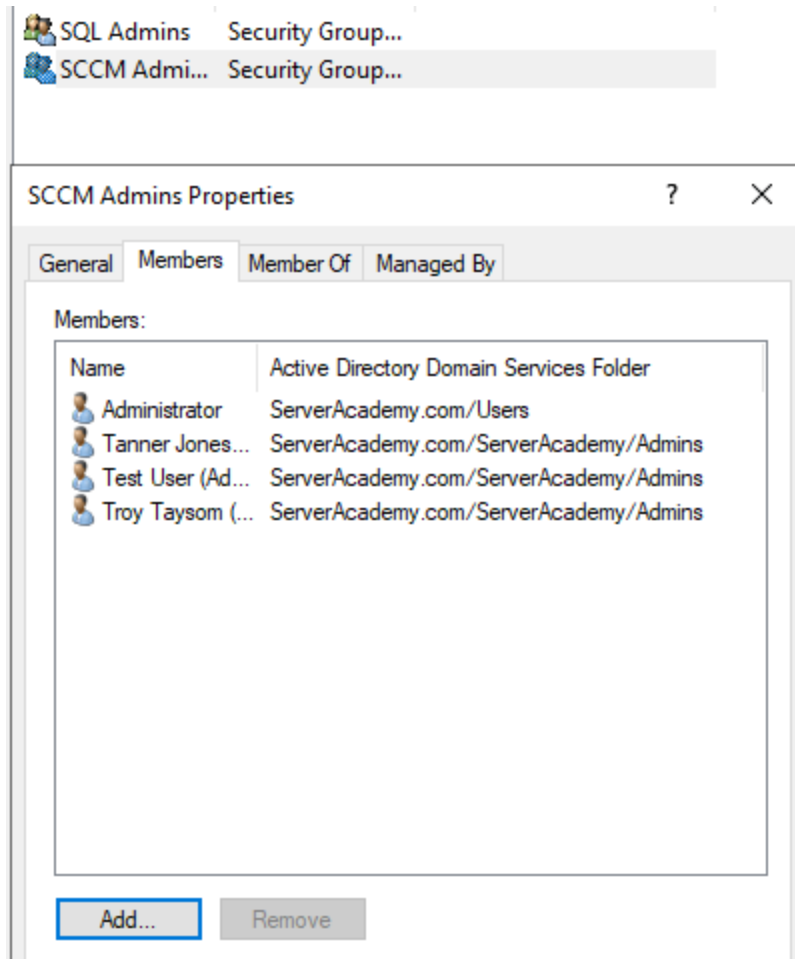 SQL Admins Security Group...
SCCM Admi... Security Group...
SCCM Admins Properties ? X
General Members Member Of Managed By
Members:
Name Active Directory Domain Services Folder
Administrator ServerAcademy.com/Users
Tanner Jones... ServerAcademy.com/ServerAcademy/Admins
Test User (Ad... ServerAcademy.com/ServerAcademy/Admins
Troy Taysom (... ServerAcademy.com/ServerAcademy/Admins
Add... Remove